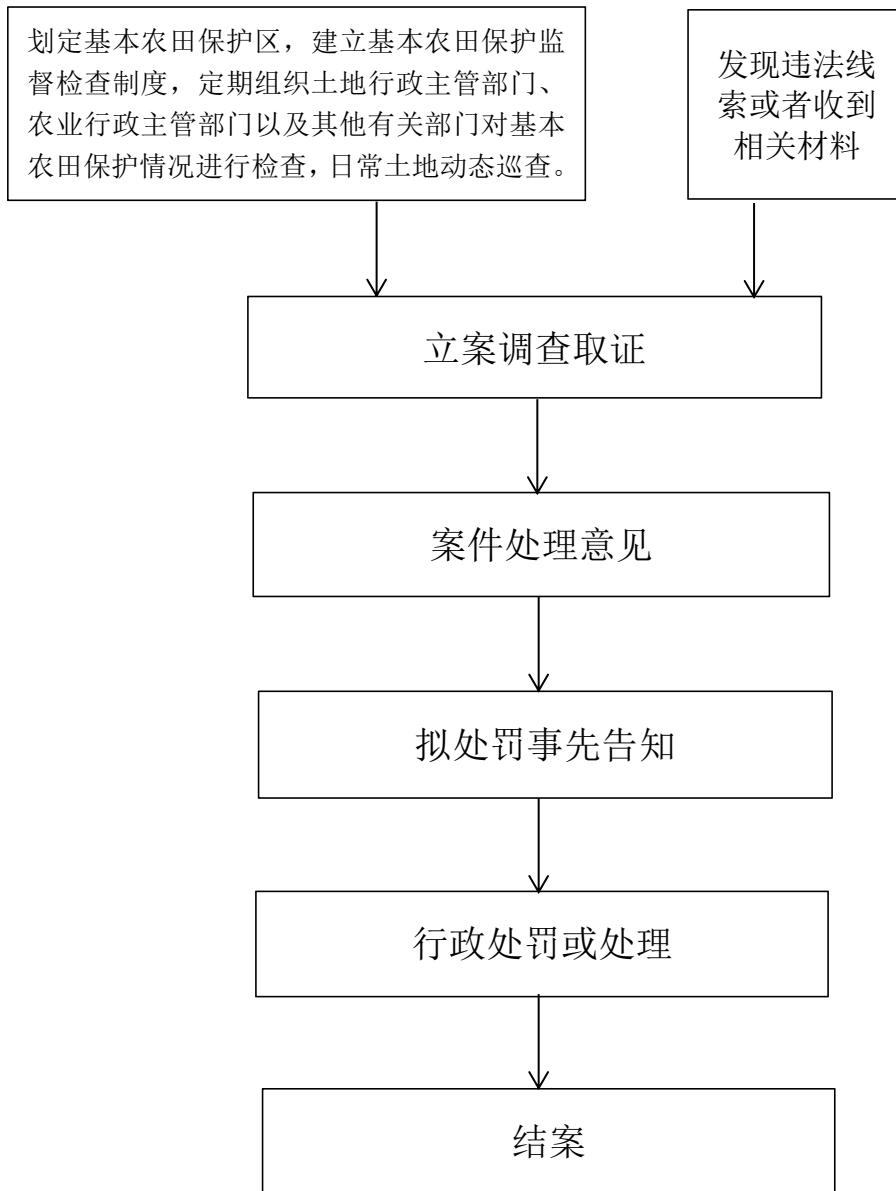 划定基本农田保护区，建立基本农田保护监
督检查制度，定期组织土地行政主管部门、
农业行政主管部门以及其他有关部门对基本
农田保护情况进行检查，日常土地动态巡查。
发现违法线
索或者收到
相关材料
立案调查取证
案件处理意见
拟处罚事先告知
行政处罚或处理
结案